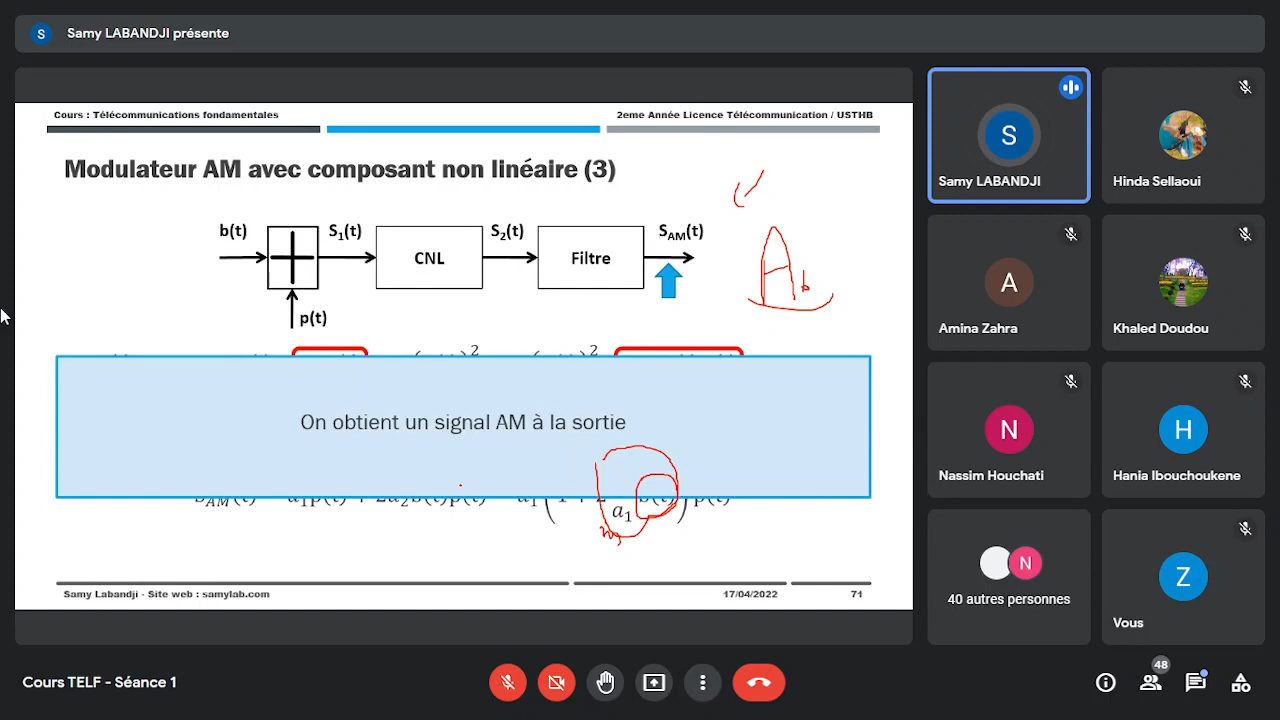 S
Samy LABANDJI présente
Cours : Télécommunications fondamentales
2eme Année Licence Télécommunication / USTHB
Modulateur AM avec composant non linéaire (3)
b(t)
S1(t)
CNL
S2(t)
Filtre
SAM(t)
p(t)
A b
On obtient un signal AM à la sortie
a1
m
Samy Labandji - Site web : samylab.com
17/04/2022
71
S
Samy LABANDJI
Hinda Sellaoui
A
Amina Zahra
Khaled Doudou
N
Nassim Houchati
H
Hania Ibouchoukene
N
40 autres personnes
Z
Vous
Cours TELF - Séance 1
48